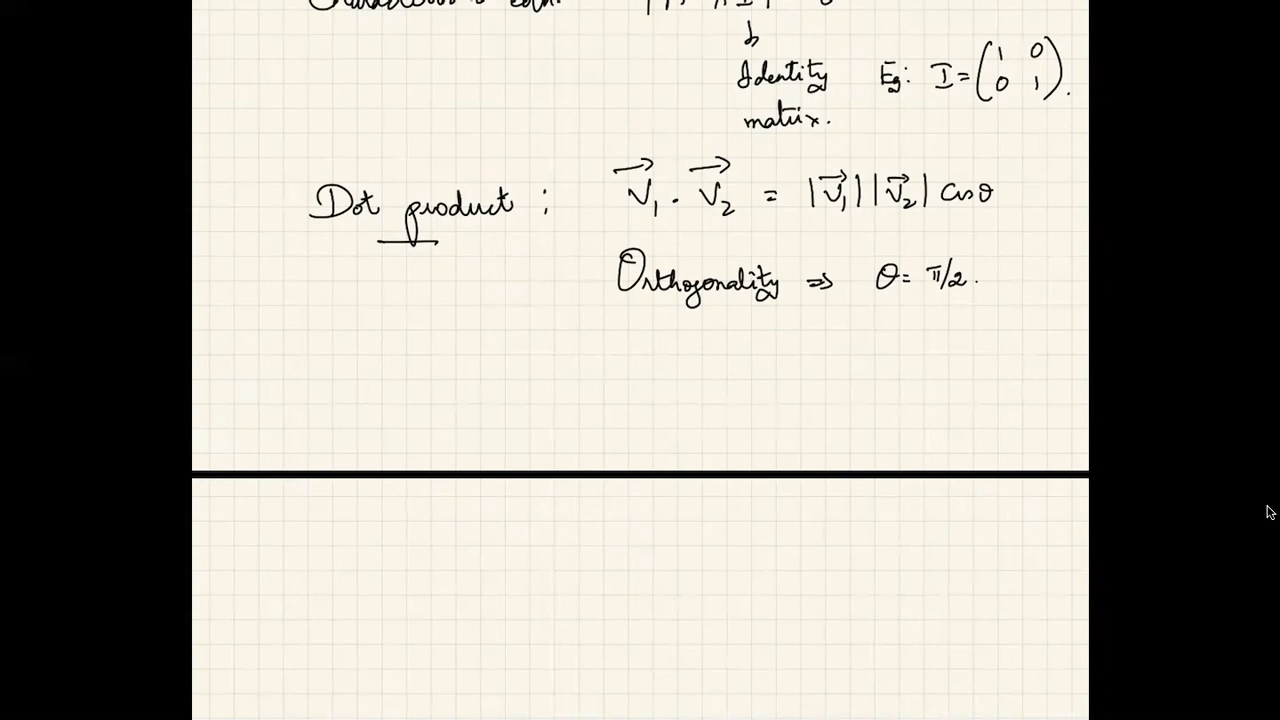 Identity Eg: I = (1 0
0 1).
matrix.
Dot product : V₁ . V₂ = |V₁| |V₂| cos θ
Orthogonality ⇒ θ = π/2 .